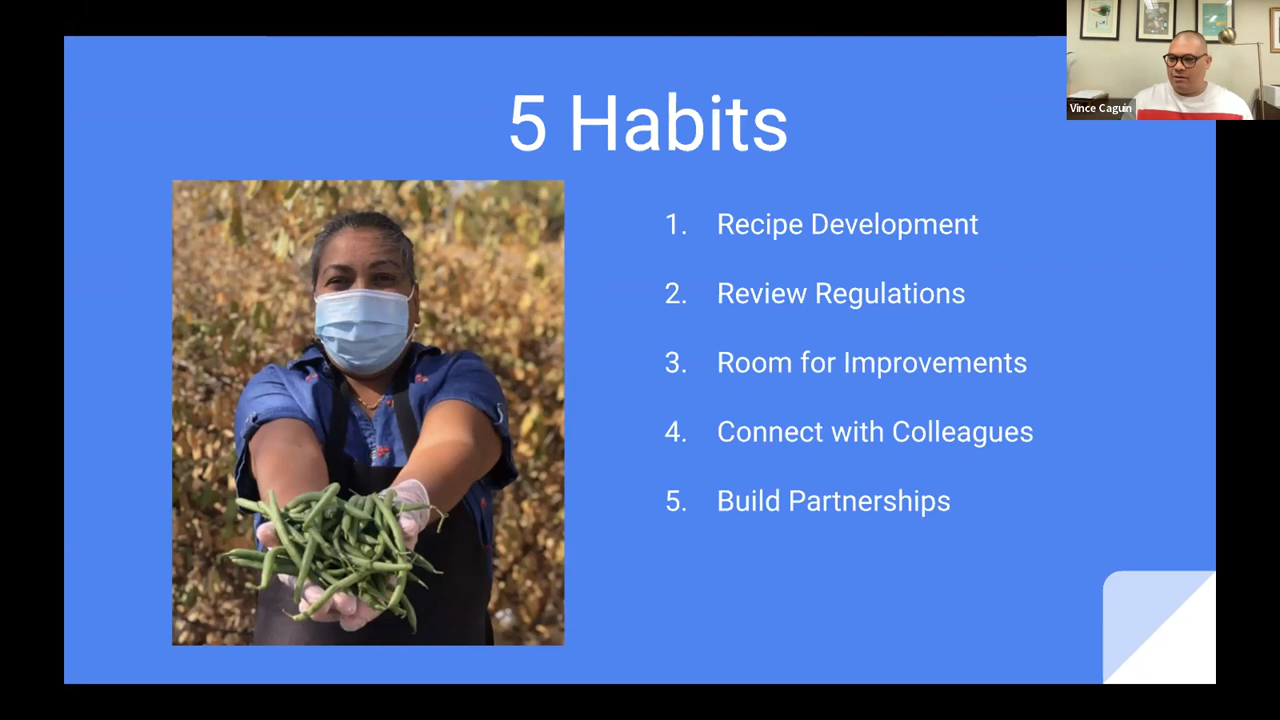 5 Habits
1. Recipe Development
2. Review Regulations
3. Room for Improvements
4. Connect with Colleagues
5. Build Partnerships
Vince Caguin